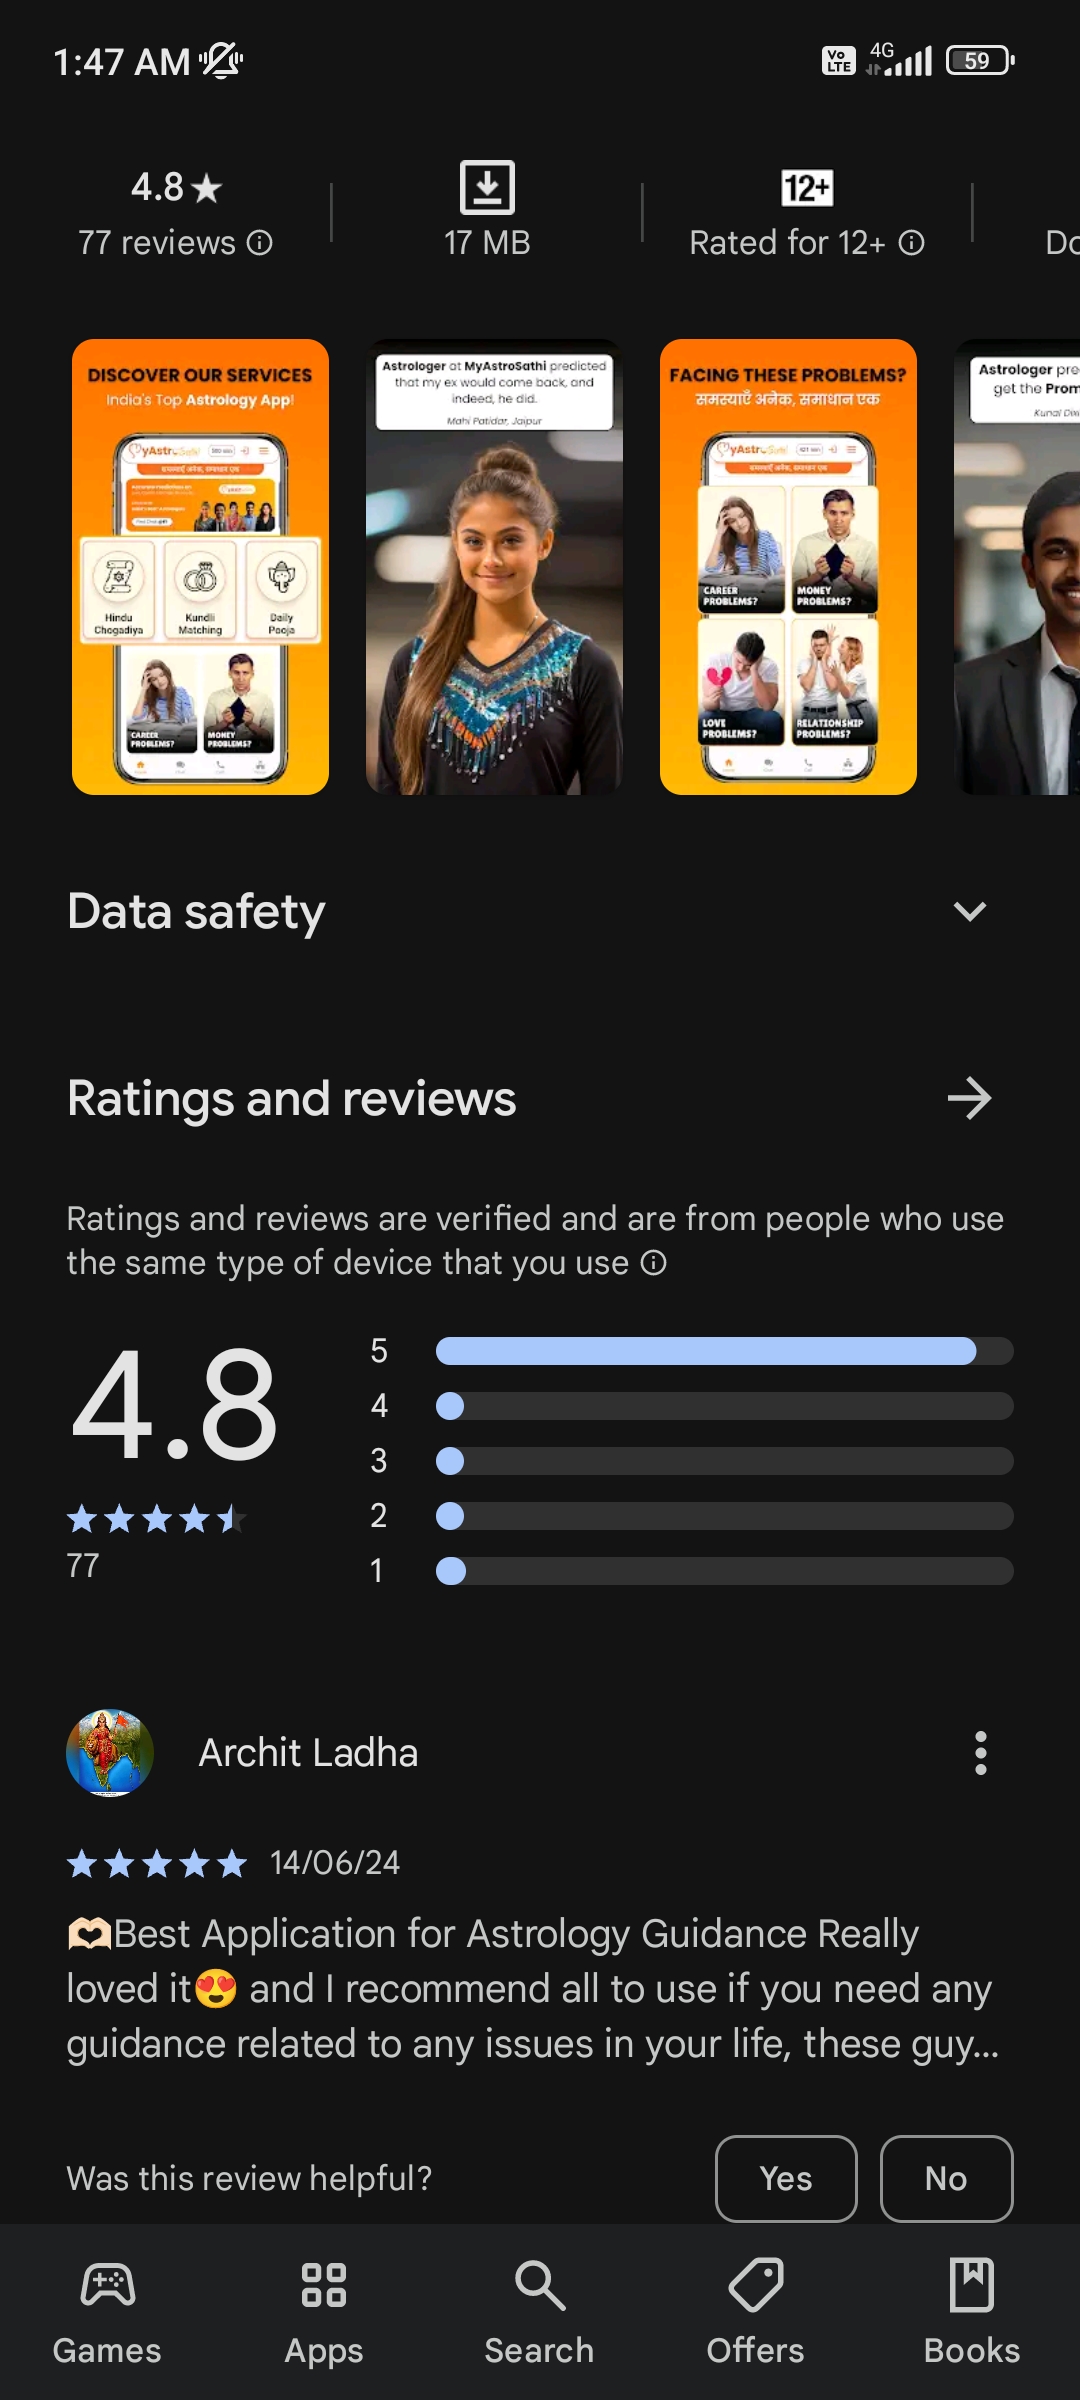 1:47 AM
Vo LTE 4G 59
4.8★
77 reviews
17 MB
12+
Rated for 12+
DISCOVER OUR SERVICES
India's Top Astrology App!
Hindu
Chogadiya
Kundli
Matching
Daily
Pooja
CAREER
PROBLEMS?
MONEY
PROBLEMS?
Astrologer at MyAstroSathi predicted
that my ex would come back, and
indeed, he did.
Mahi Patidar, Jaipur
FACING THESE PROBLEMS?
समस्याएँ अनेक, समाधान एक
CAREER
PROBLEMS?
MONEY
PROBLEMS?
LOVE
PROBLEMS?
RELATIONSHIP
PROBLEMS?
Astrologer pre
get the Prom
Kunal Dixi
Data safety
Ratings and reviews
Ratings and reviews are verified and are from people who use
the same type of device that you use
4.8
77
5
4
3
2
1
Archit Ladha
14/06/24
🫶🏻Best Application for Astrology Guidance Really
loved it😍 and I recommend all to use if you need any
guidance related to any issues in your life, these guy...
Was this review helpful?
Yes
No
Games
Apps
Search
Offers
Books